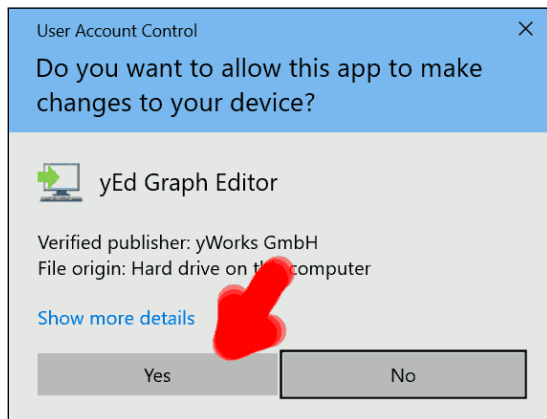 User Account Control
Do you want to allow this app to make
changes to your device?
yEd Graph Editor
Verified publisher: yWorks GmbH
File origin: Hard drive on this computer
Show more details
Yes
No